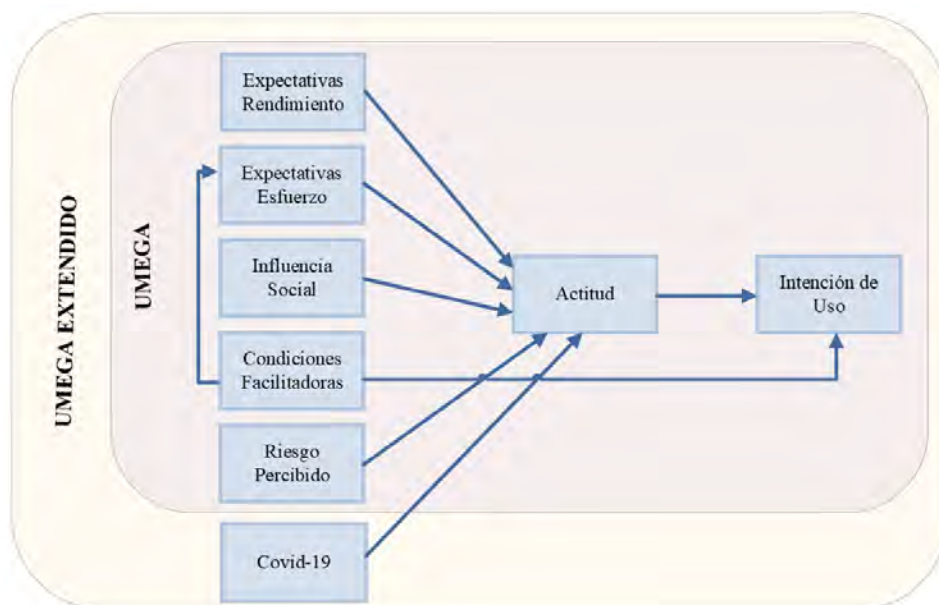 UMEGA EXTENDIDO
UMEGA
Expectativas
Rendimiento
Expectativas
Esfuerzo
Influencia
Social
Condiciones
Facilitadoras
Riesgo
Percibido
Covid-19
Actitud
Intención de
Uso